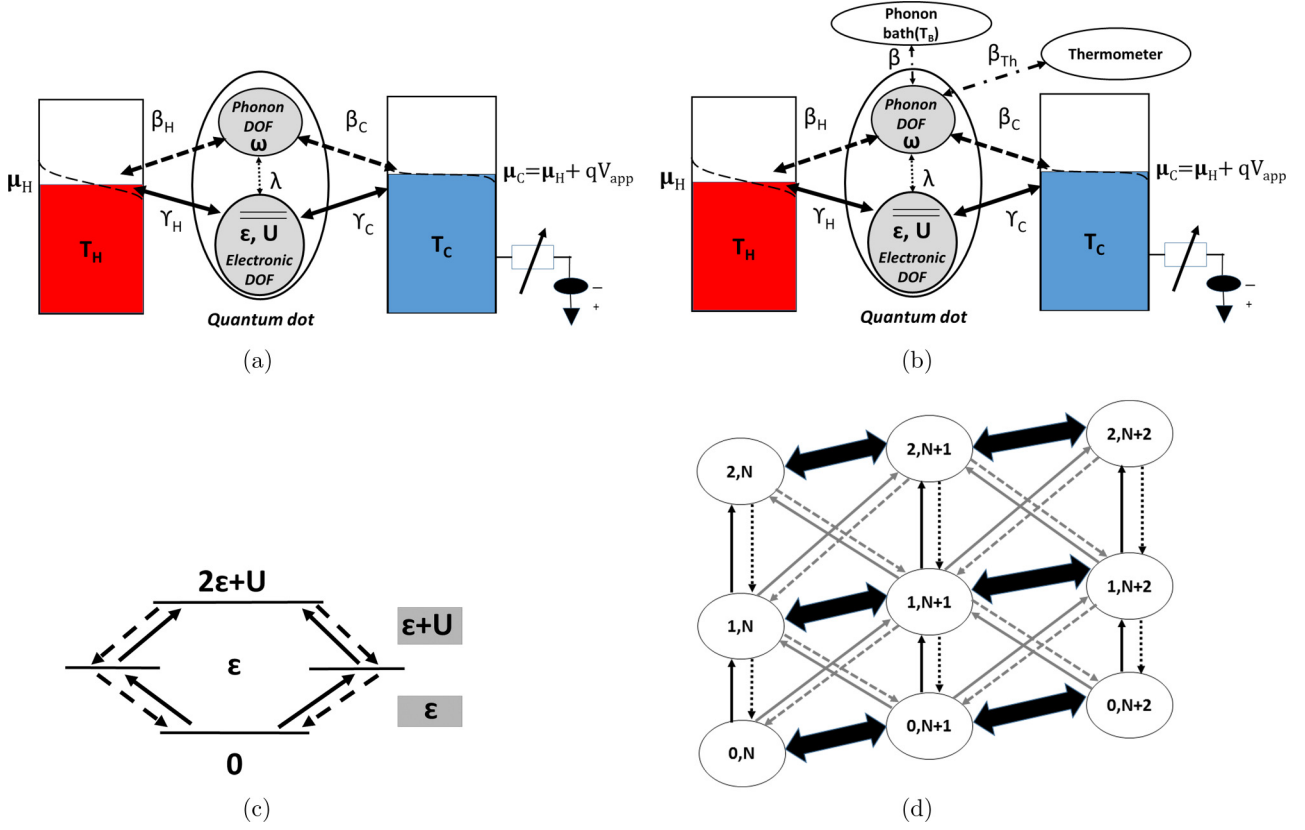 Phonon
DOF
ω
β_H
β_C
λ
μ_H
μ_C=μ_H+ qV_app
ϒ_H
ϒ_C
ε, U
Electronic
DOF
T_H
T_C
Quantum dot
−
+
(a)
Phonon
bath(T_B)
β
β_Th
Thermometer
Phonon
DOF
ω
β_H
β_C
λ
μ_H
μ_C=μ_H+ qV_app
ϒ_H
ϒ_C
ε, U
Electronic
DOF
T_H
T_C
Quantum dot
−
+
(b)
2ε+U
ε+U
ε
ε
0
(c)
2,N
2,N+1
2,N+2
1,N
1,N+1
1,N+2
0,N
0,N+1
0,N+2
(d)